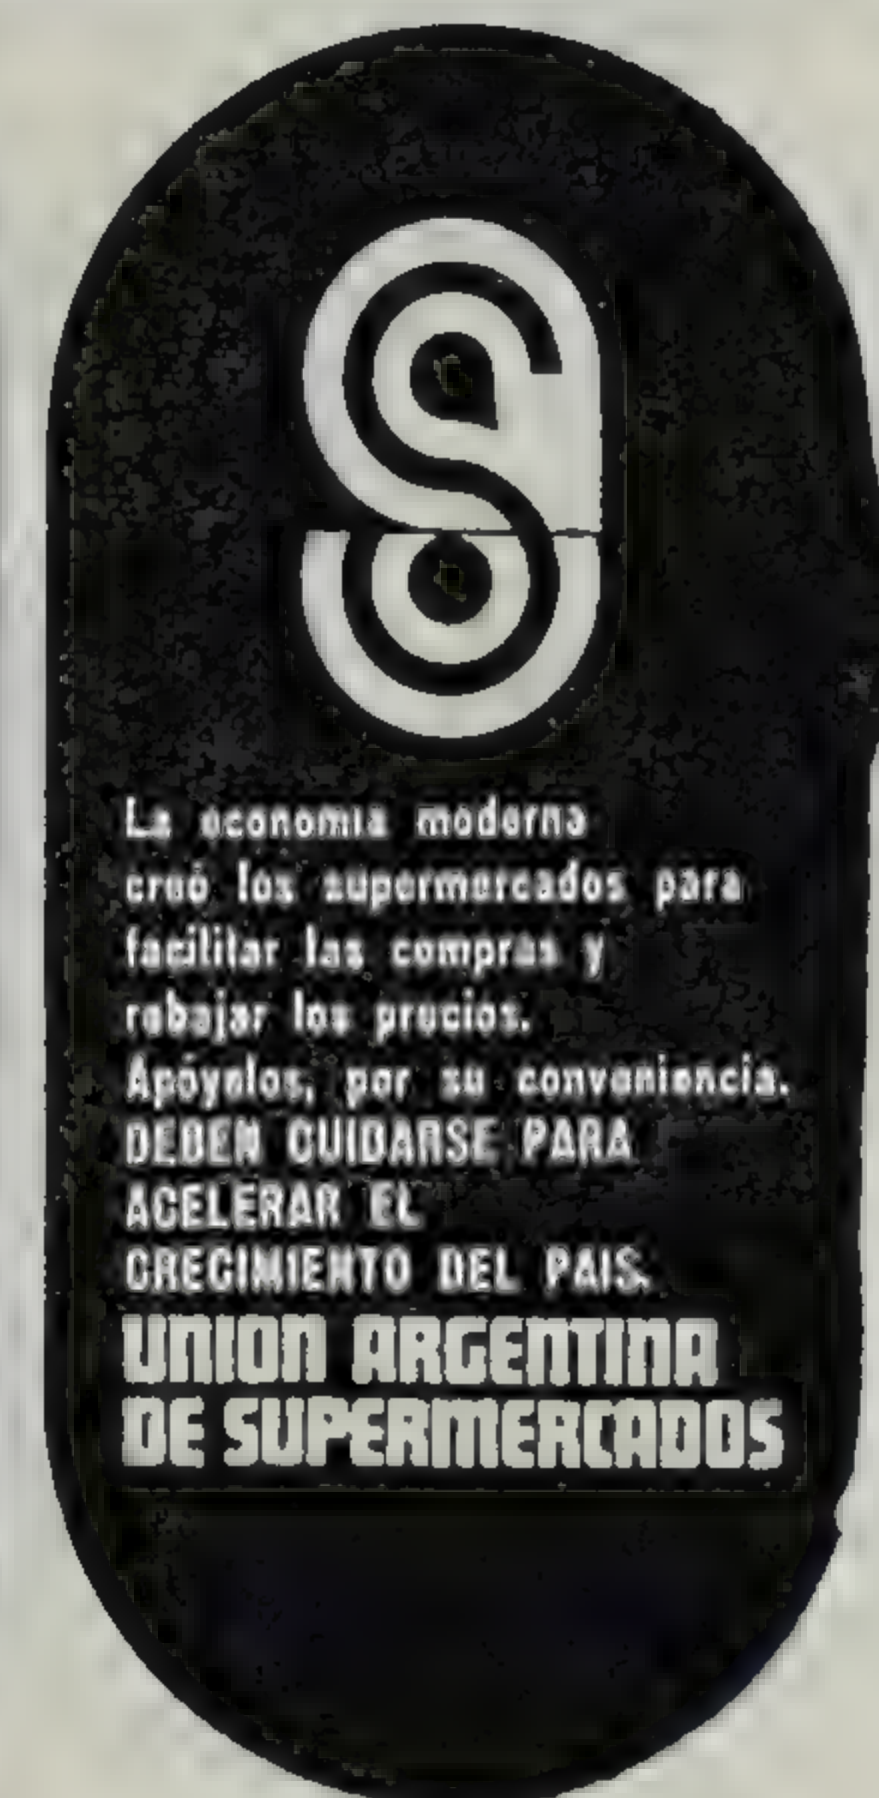 La economia moderna
creó los supermercados para
facilitar las compras y
rebajar los precios.
Apóyelos, por su conveniencia.
DEBEN CUIDARSE PARA
ACELERAR EL
CRECIMIENTO DEL PAIS.
UNION ARGENTINA
DE SUPERMERCADOS